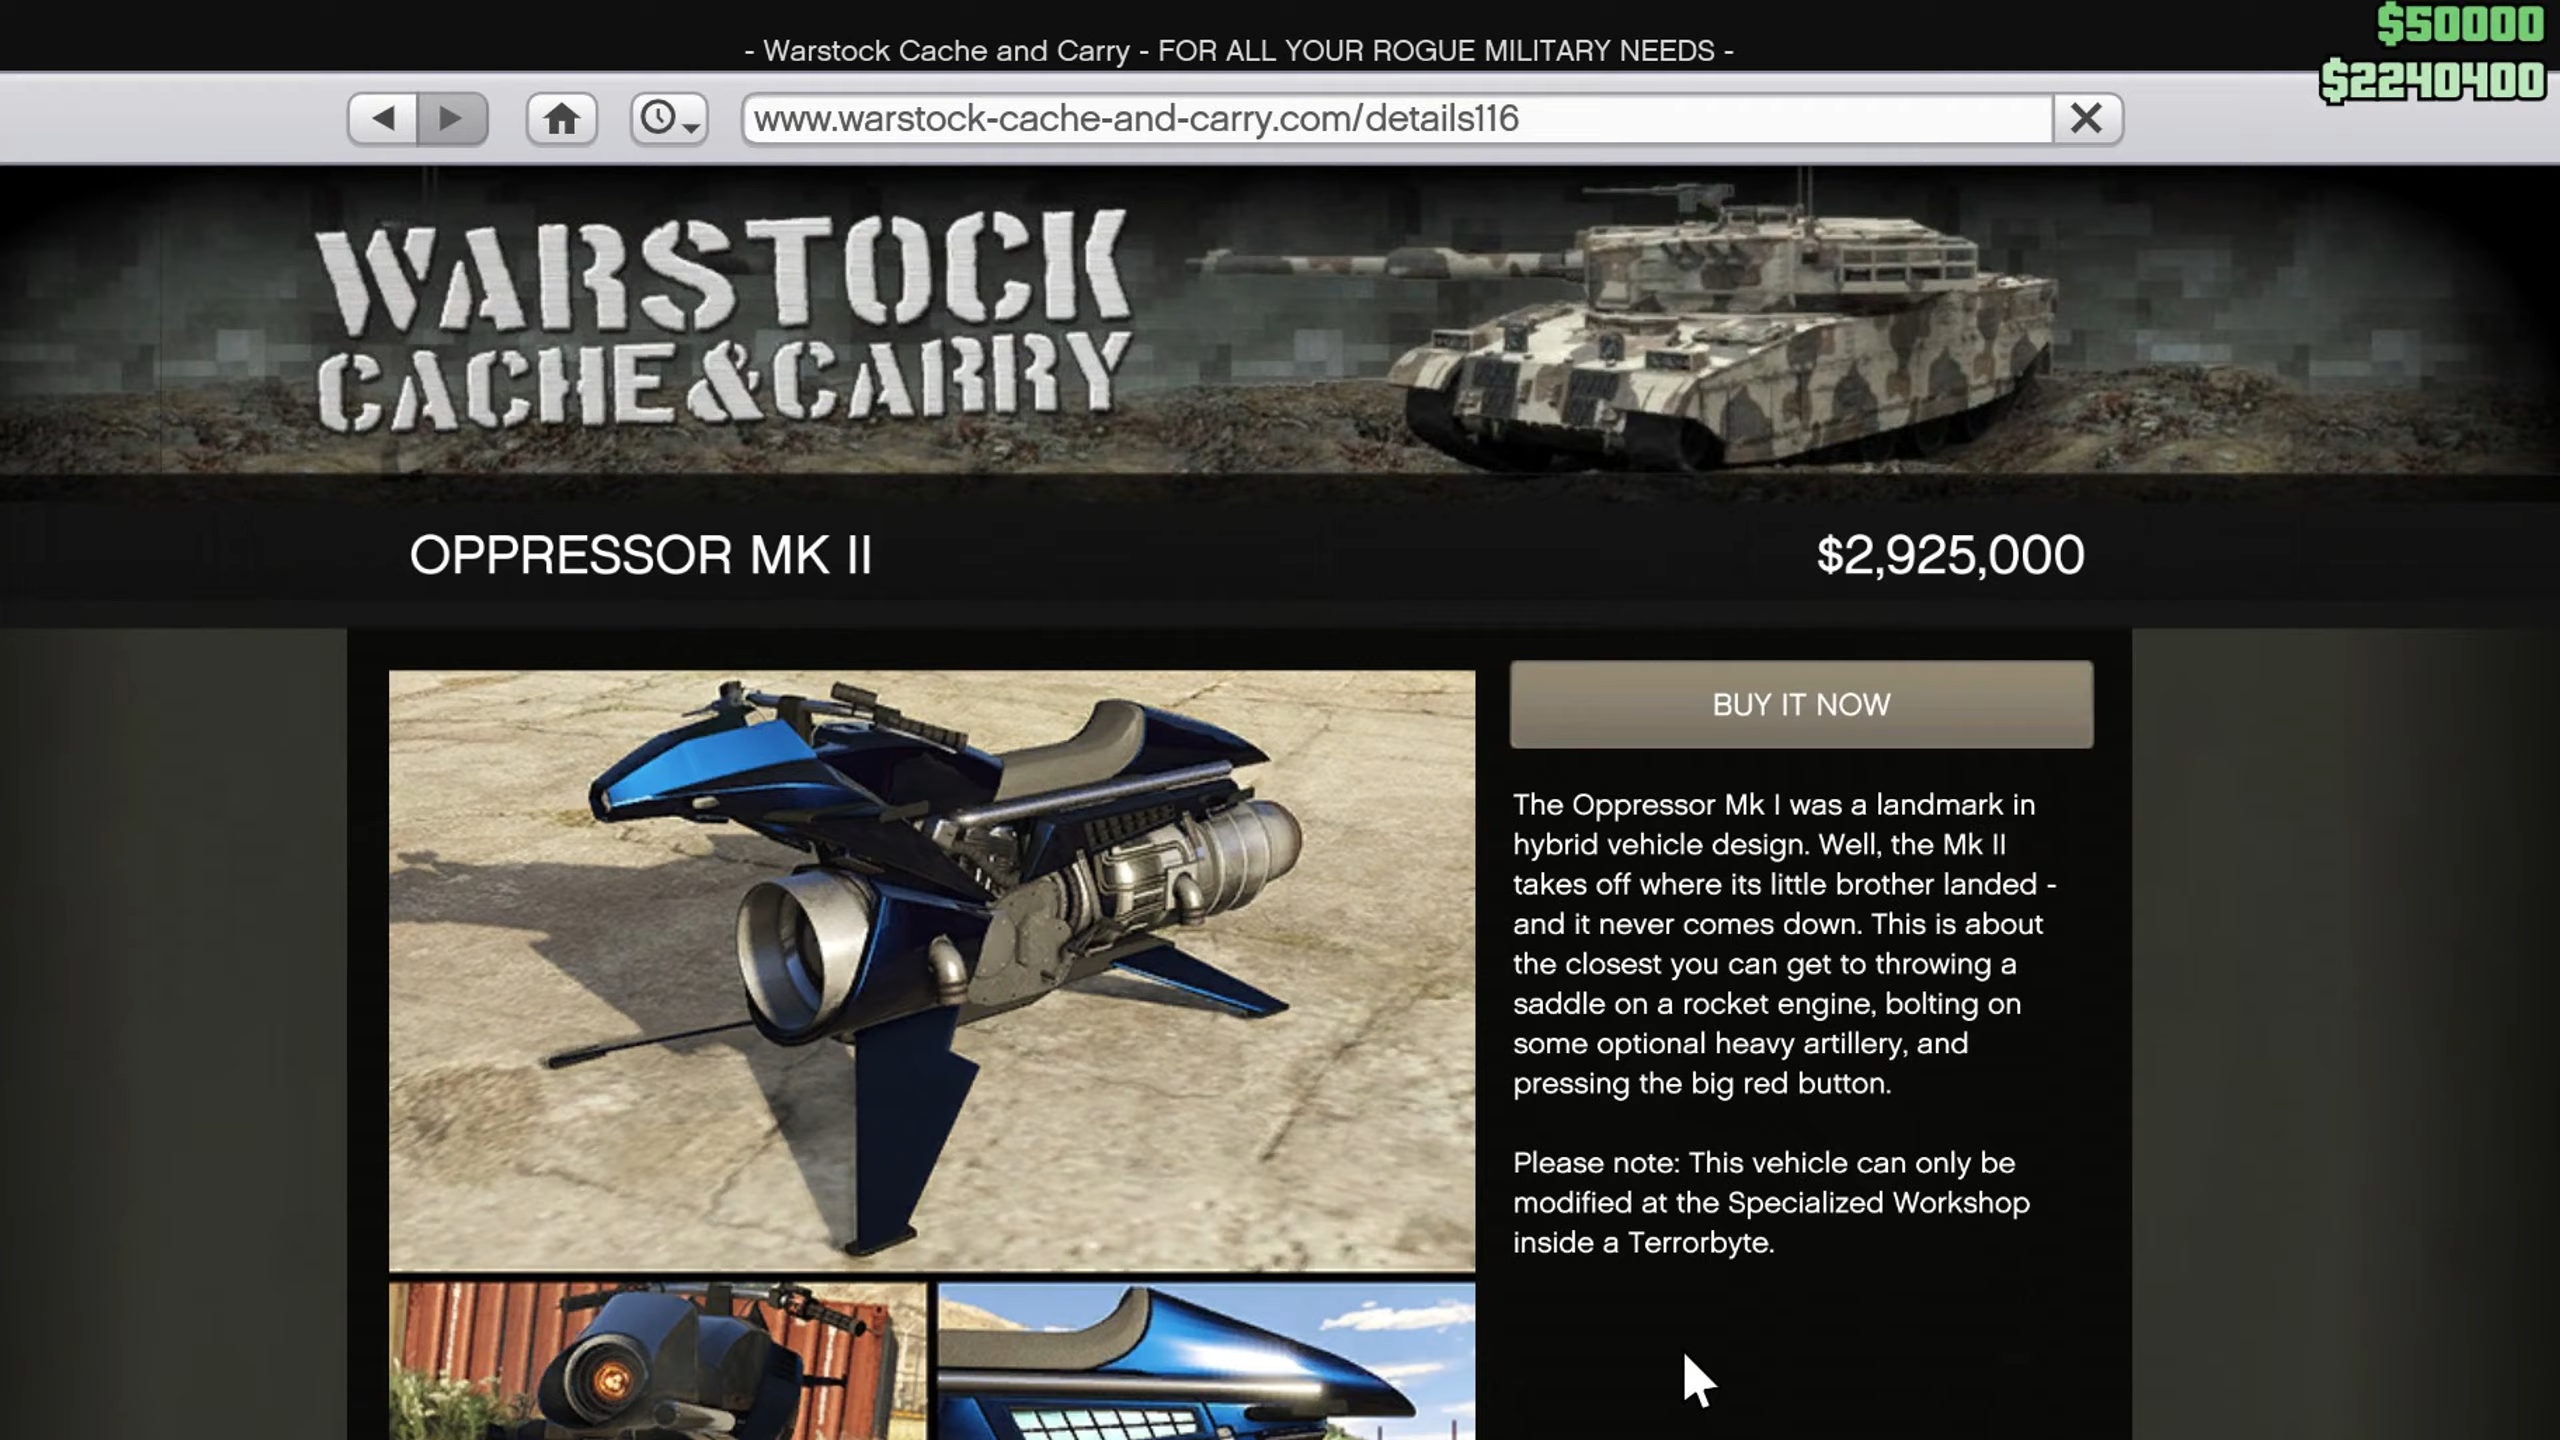 - Warstock Cache and Carry - FOR ALL YOUR ROGUE MILITARY NEEDS -
$50000
$2240400
www.warstock-cache-and-carry.com/details116
WARSTOCK
CACHE&CARRY
OPPRESSOR MK II
$2,925,000
BUY IT NOW
The Oppressor Mk I was a landmark in
hybrid vehicle design. Well, the Mk II
takes off where its little brother landed -
and it never comes down. This is about
the closest you can get to throwing a
saddle on a rocket engine, bolting on
some optional heavy artillery, and
pressing the big red button.
Please note: This vehicle can only be
modified at the Specialized Workshop
inside a Terrorbyte.